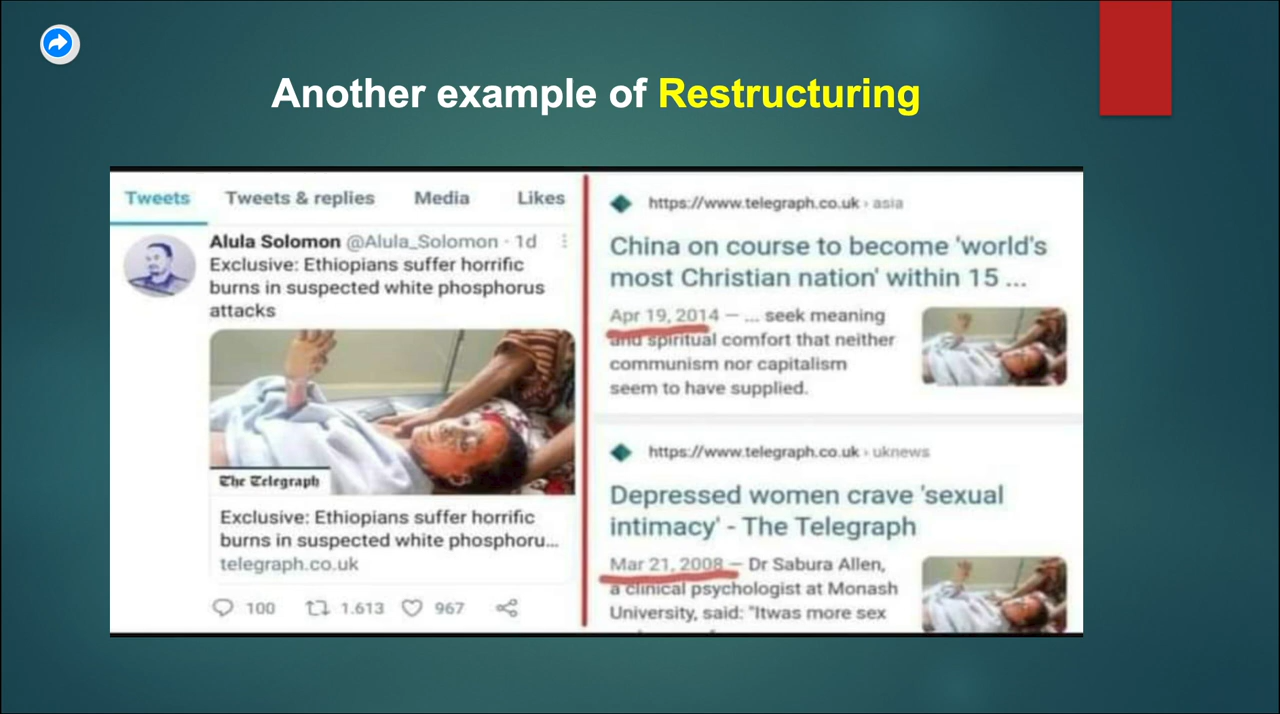 Another example of Restructuring
Tweets Tweets & replies Media Likes
Alula Solomon @Alula_Solomon · 1d
Exclusive: Ethiopians suffer horrific
burns in suspected white phosphorus
attacks
The Telegraph
Exclusive: Ethiopians suffer horrific
burns in suspected white phosphoru...
telegraph.co.uk
100 1.613 967
https://www.telegraph.co.uk › asia
China on course to become 'world's
most Christian nation' within 15 ...
Apr 19, 2014 — ... seek meaning
and spiritual comfort that neither
communism nor capitalism
seem to have supplied.
https://www.telegraph.co.uk › uknews
Depressed women crave 'sexual
intimacy' - The Telegraph
Mar 21, 2008 — Dr Sabura Allen,
a clinical psychologist at Monash
University, said: "Itwas more sex